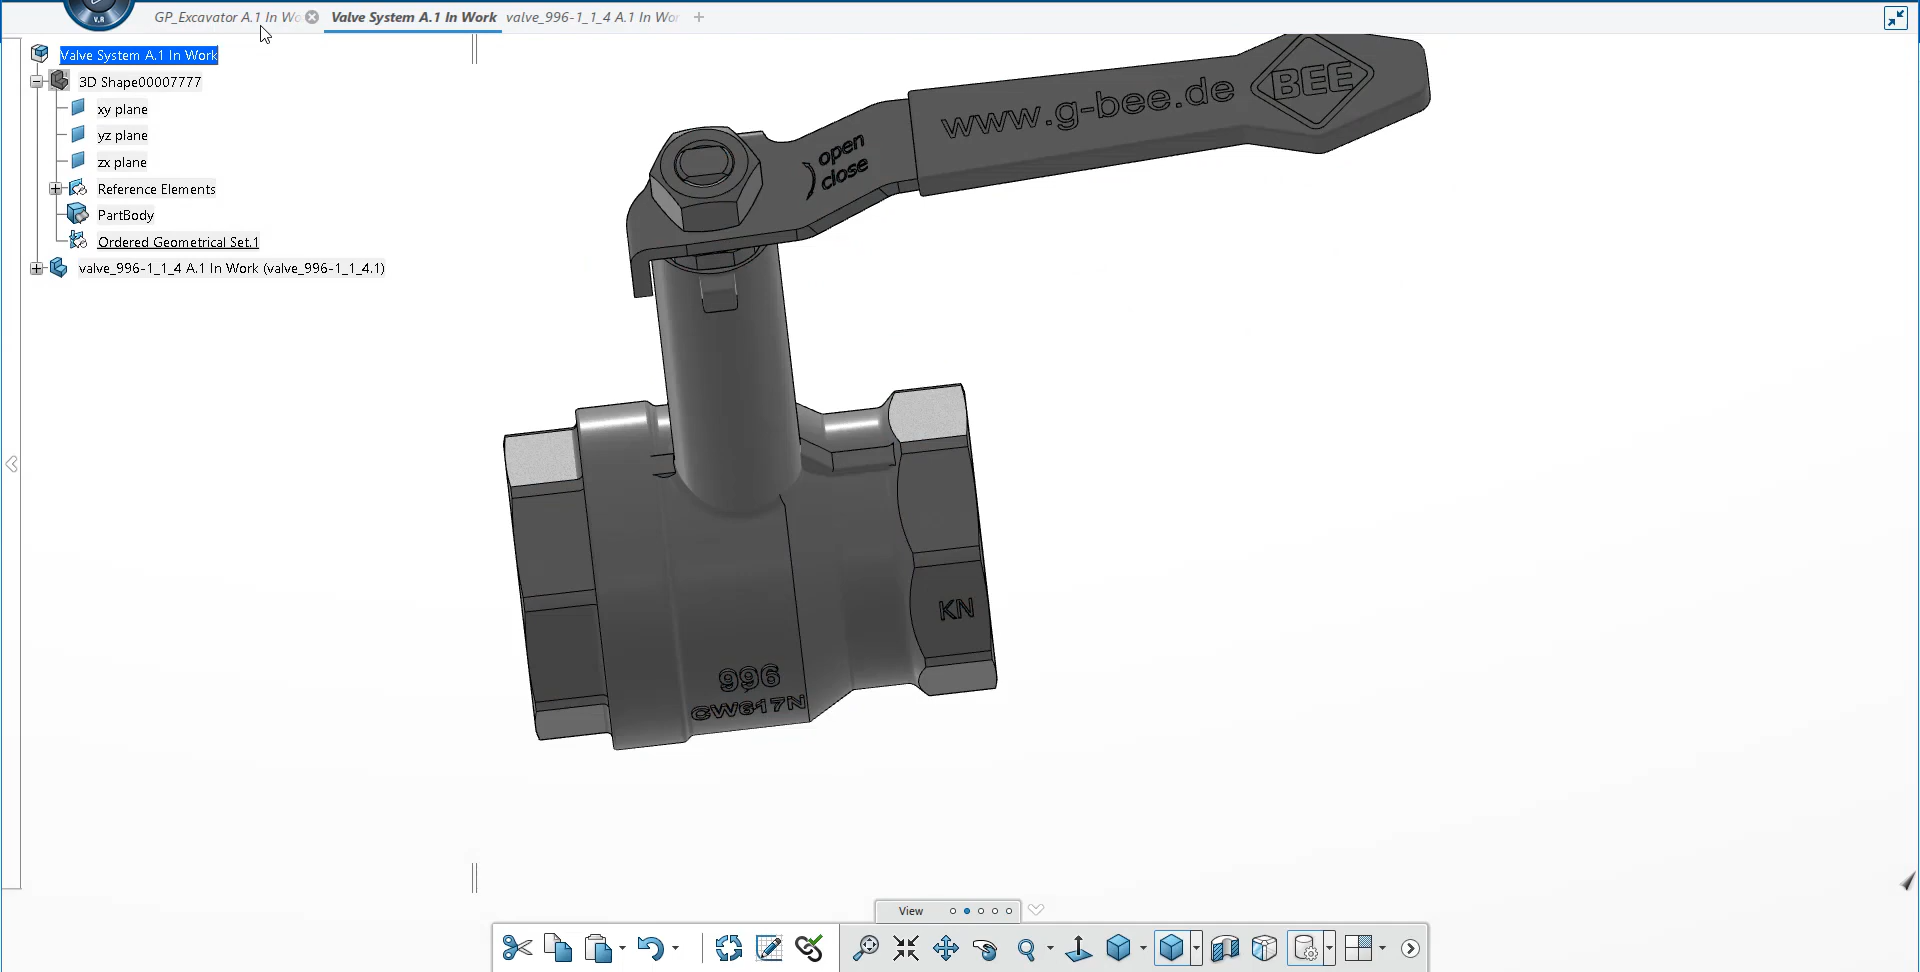 V.R
GP_Excavator A.1 In Wo
Valve System A.1 In Work
valve_996-1_1_4 A.1 In Wor
Valve System A.1 In Work
3D Shape00007777
xy plane
yz plane
zx plane
Reference Elements
PartBody
Ordered Geometrical Set.1
valve_996-1_1_4 A.1 In Work (valve_996-1_1_4.1)
BEE
www.g-bee.de
open
close
KN
996
CW617N
View